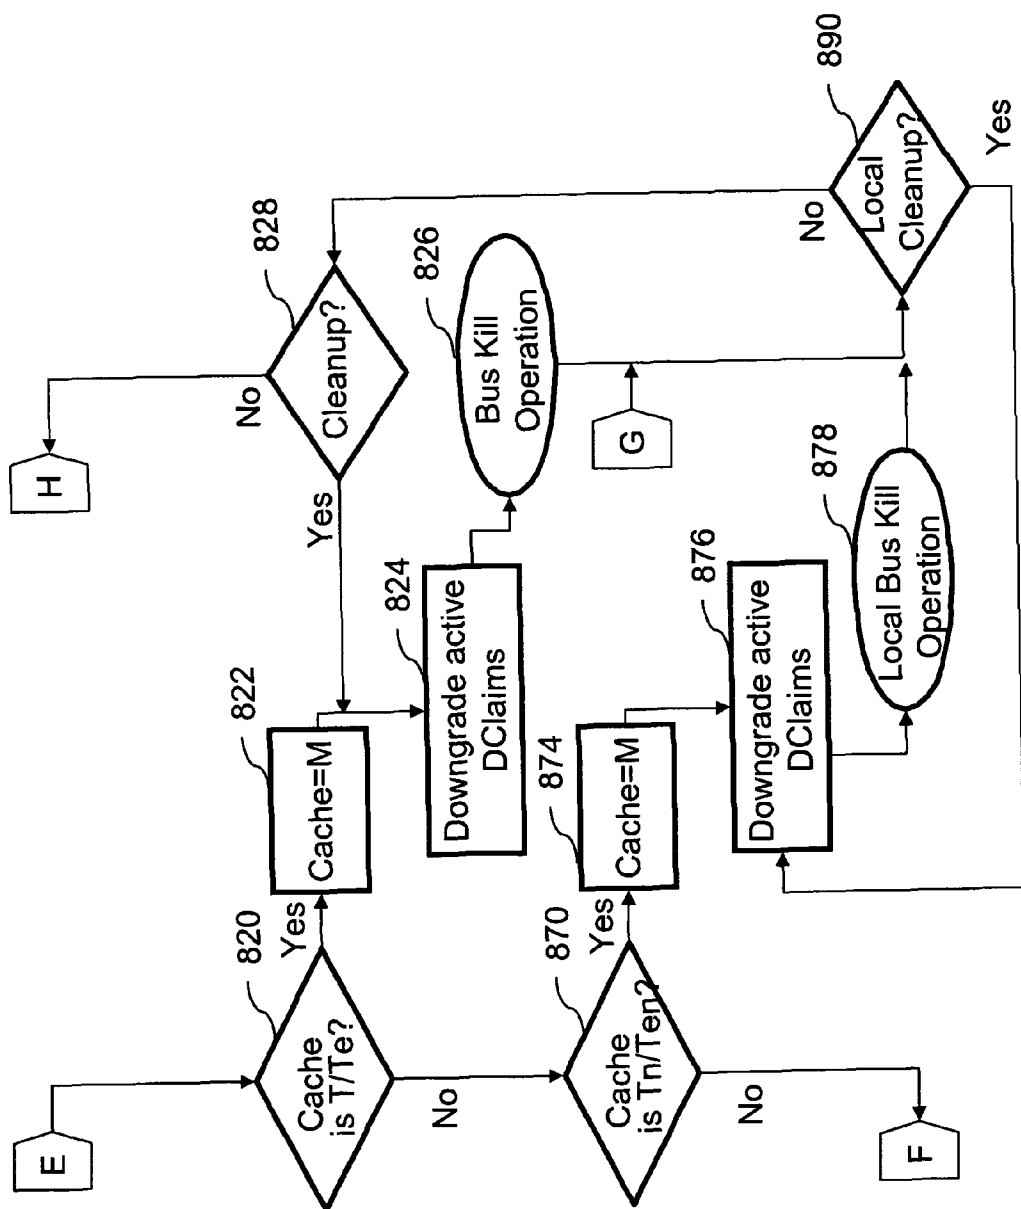 E
820
Cache
is T/Te?
Yes
No
822
Cache=M
824
Downgrade active
DClaims
826
Bus Kill
Operation
828
Cleanup?
Yes
No
H
870
Cache
is Tn/Ten?
Yes
No
F
874
Cache=M
876
Downgrade active
DClaims
878
Local Bus Kill
Operation
G
890
Local
Cleanup?
No
Yes